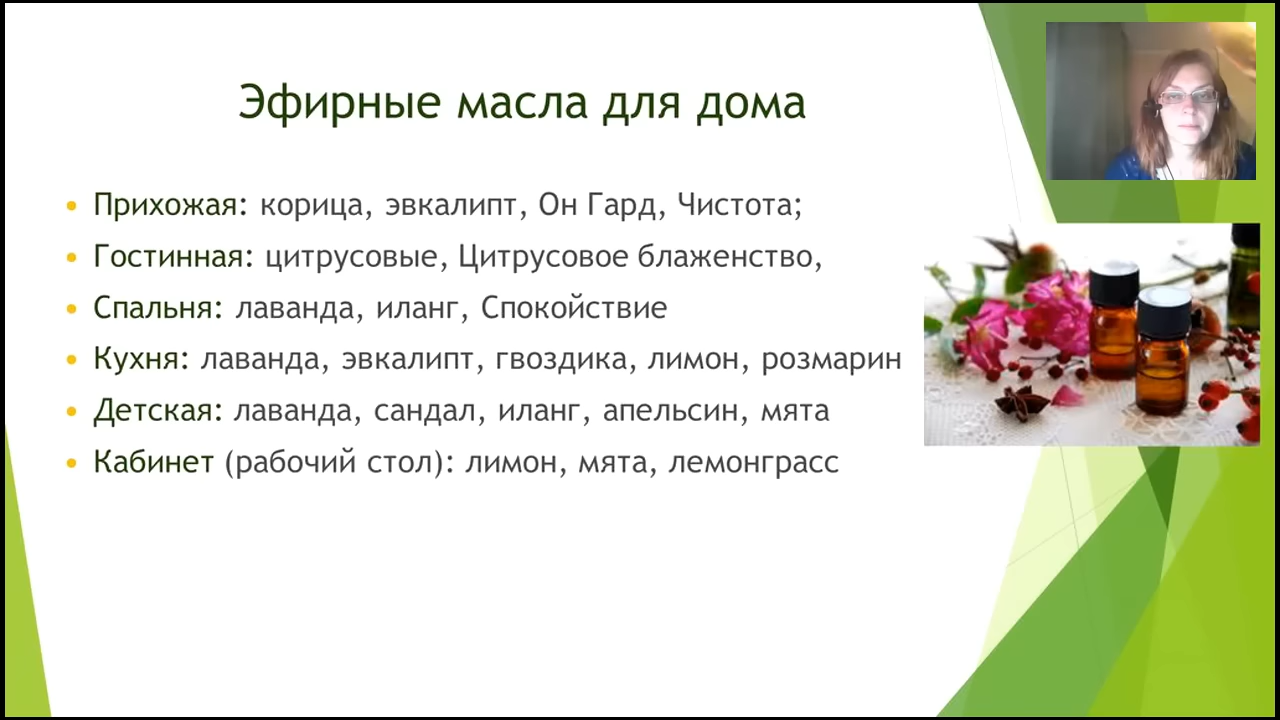 Эфирные масла для дома
Прихожая: корица, эвкалипт, Он Гард, Чистота;
Гостинная: цитрусовые, Цитрусовое блаженство,
Спальня: лаванда, иланг, Спокойствие
Кухня: лаванда, эвкалипт, гвоздика, лимон, розмарин
Детская: лаванда, сандал, иланг, апельсин, мята
Кабинет (рабочий стол): лимон, мята, лемонграсс